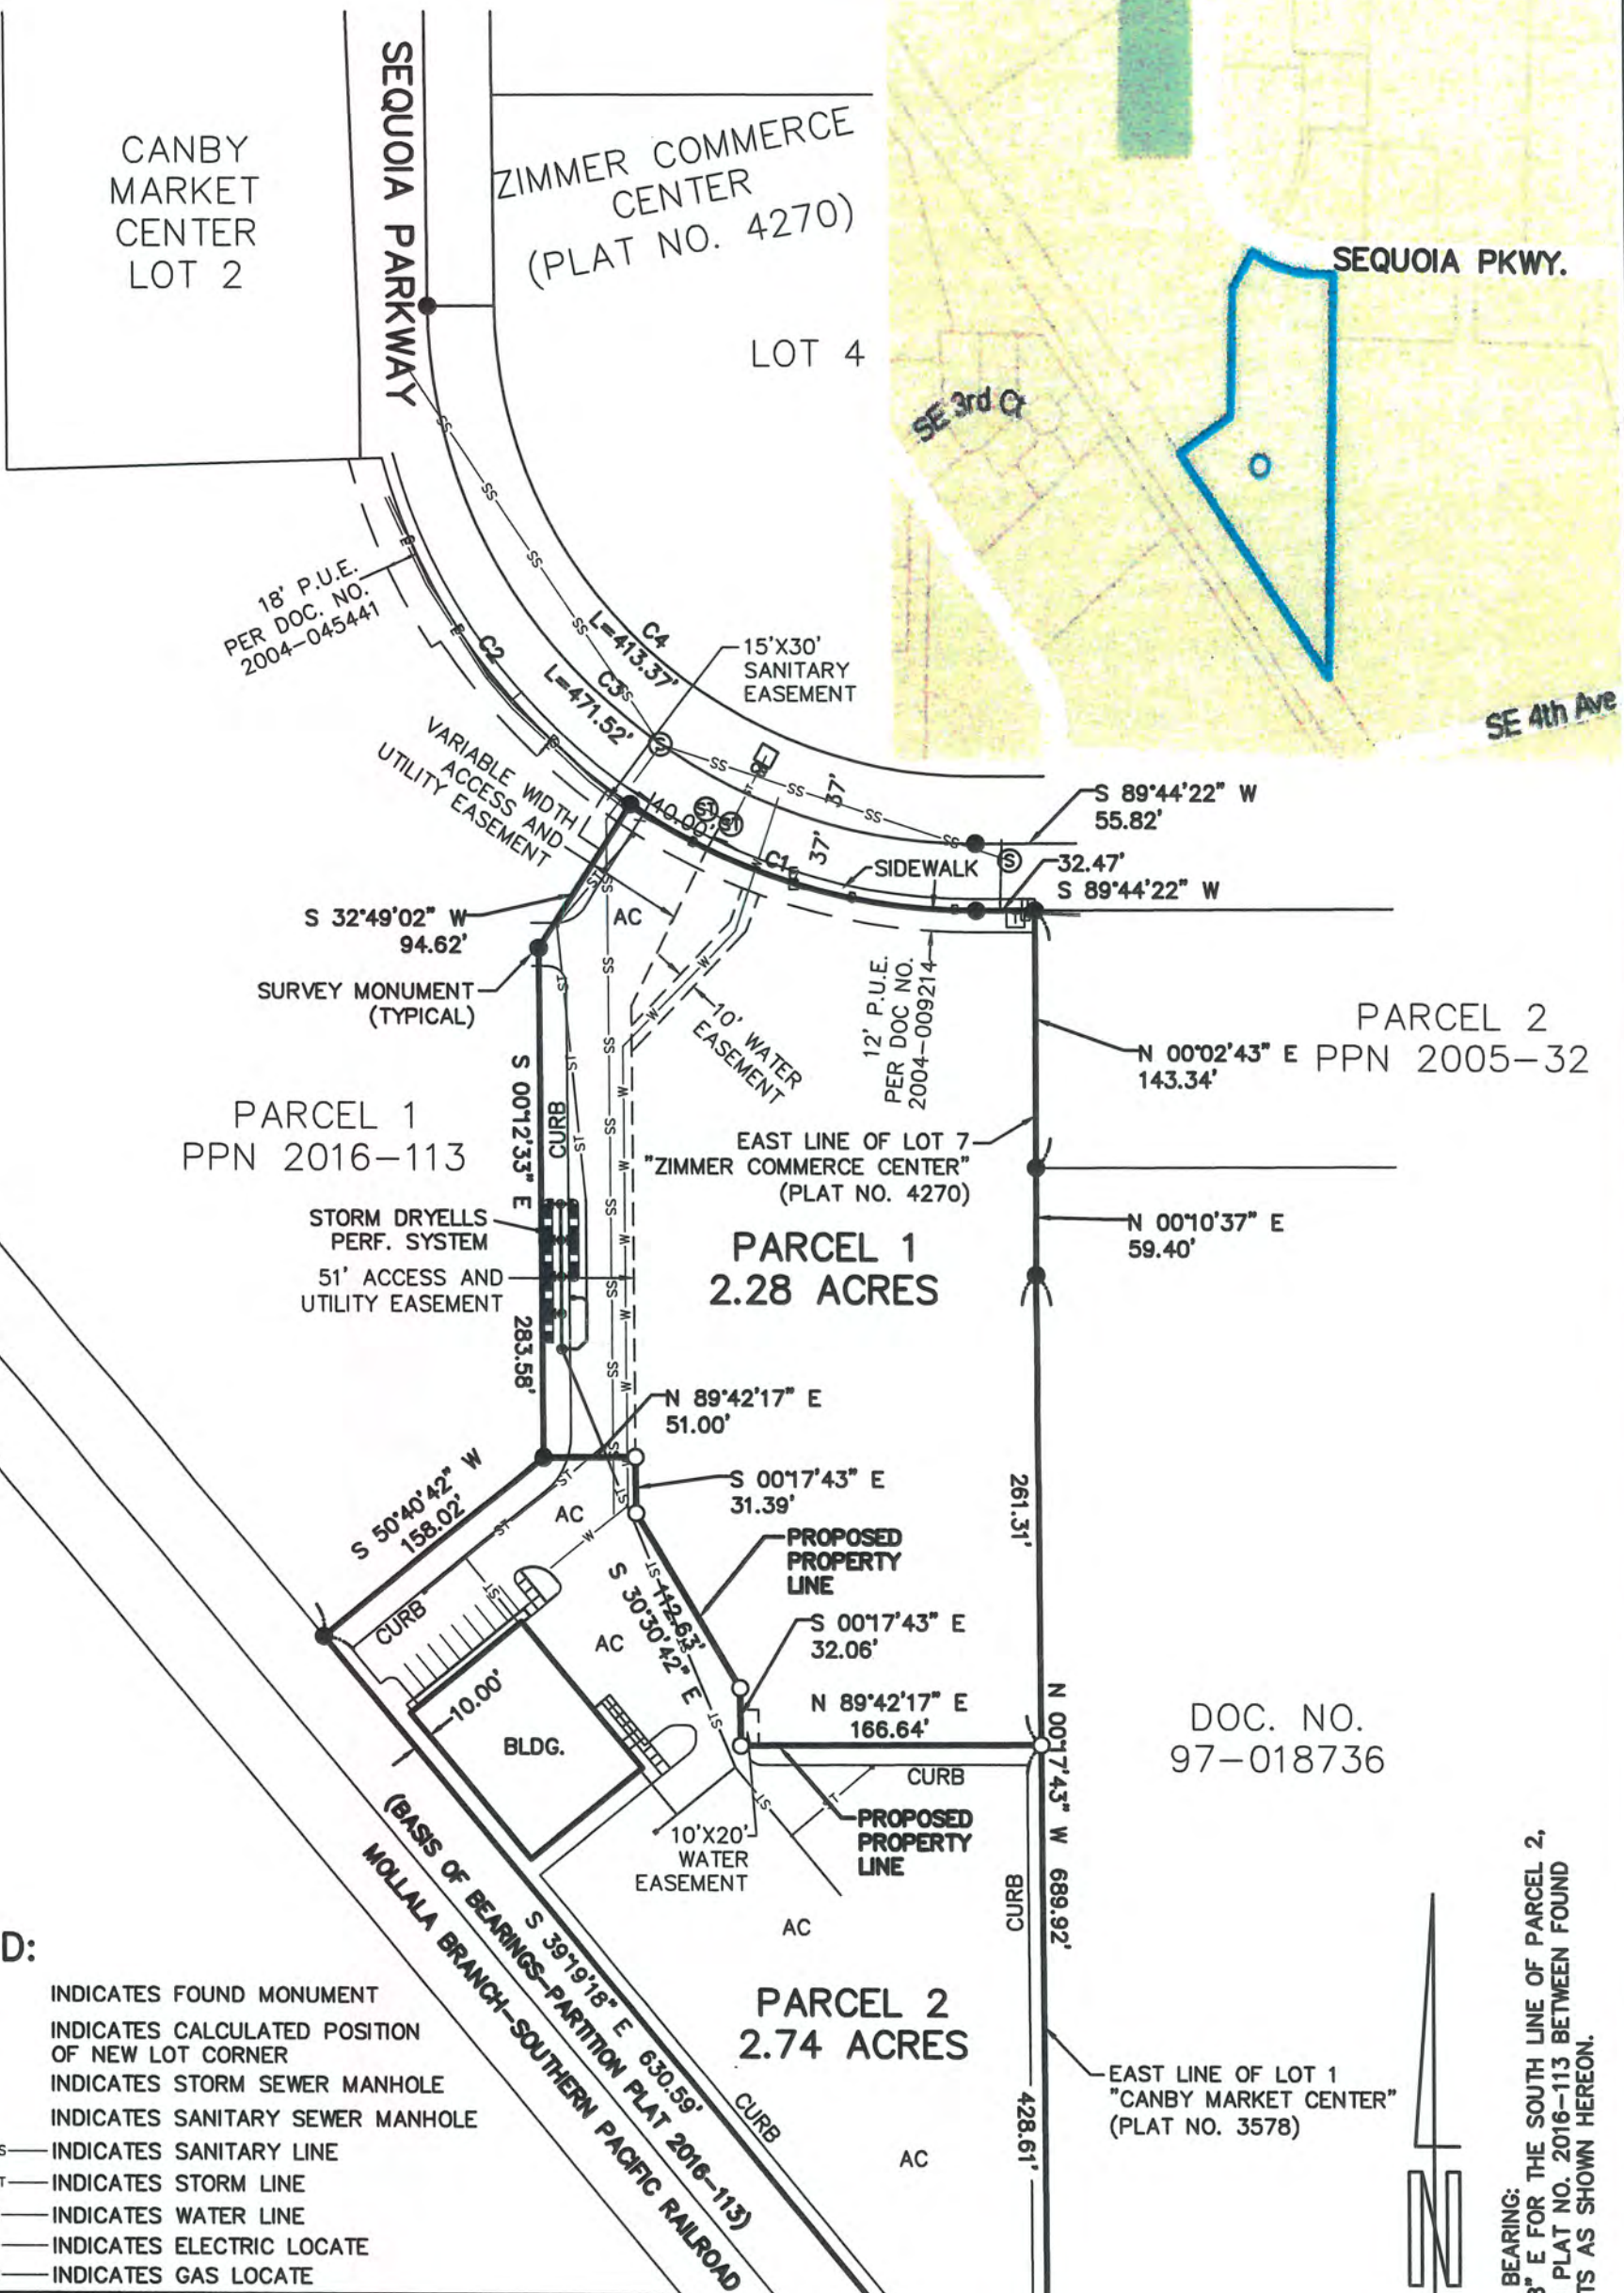 CANBY
MARKET
CENTER
LOT 2
SEQUOIA PARKWAY
ZIMMER COMMERCE
CENTER
(PLAT NO. 4270)
LOT 4
SEQUOIA PKWY.
SE 3rd Ct
SE 4th Ave
18' P.U.E.
PER DOC. NO.
2004-045441
C2
C4
L=413.37'
C3
L=471.52'
15'X30'
SANITARY
EASEMENT
VARIABLE WIDTH
ACCESS AND
UTILITY EASEMENT
40.00'
C1
37'
37'
SIDEWALK
S 89°44'22" W
55.82'
32.47'
S 89°44'22" W
S 32°49'02" W
94.62'
SURVEY MONUMENT
(TYPICAL)
AC
10' WATER
EASEMENT
12' P.U.E.
PER DOC NO.
2004-009214
PARCEL 2
PPN 2005-32
N 00°02'43" E
143.34'
PARCEL 1
PPN 2016-113
S 00°12'33" E
283.58'
CURB
EAST LINE OF LOT 7
"ZIMMER COMMERCE CENTER"
(PLAT NO. 4270)
STORM DRYELLS
PERF. SYSTEM
51' ACCESS AND
UTILITY EASEMENT
PARCEL 1
2.28 ACRES
N 00°10'37" E
59.40'
N 89°42'17" E
51.00'
S 00°17'43" E
31.39'
261.31'
S 50°40'42" W
158.02'
AC
PROPOSED
PROPERTY
LINE
112.63'
S 30°30'42" E
S 00°17'43" E
32.06'
CURB
AC
N 89°42'17" E
166.64'
10.00'
BLDG.
N 00°17'43" W 689.92'
DOC. NO.
97-018736
CURB
PROPOSED
PROPERTY
LINE
10'X20'
WATER
EASEMENT
CURB
AC
S 39°19'18" E 630.59'
(BASIS OF BEARINGS-PARTITION PLAT 2016-113)
MOLLALA BRANCH-SOUTHERN PACIFIC RAILROAD
CURB
PARCEL 2
2.74 ACRES
AC
428.61'
EAST LINE OF LOT 1
"CANBY MARKET CENTER"
(PLAT NO. 3578)
D:
INDICATES FOUND MONUMENT
INDICATES CALCULATED POSITION
OF NEW LOT CORNER
INDICATES STORM SEWER MANHOLE
INDICATES SANITARY SEWER MANHOLE
INDICATES SANITARY LINE
INDICATES STORM LINE
INDICATES WATER LINE
INDICATES ELECTRIC LOCATE
INDICATES GAS LOCATE
N
BEARING:
" E FOR THE SOUTH LINE OF PARCEL 2,
PLAT NO. 2016-113 BETWEEN FOUND
TS AS SHOWN HEREON.